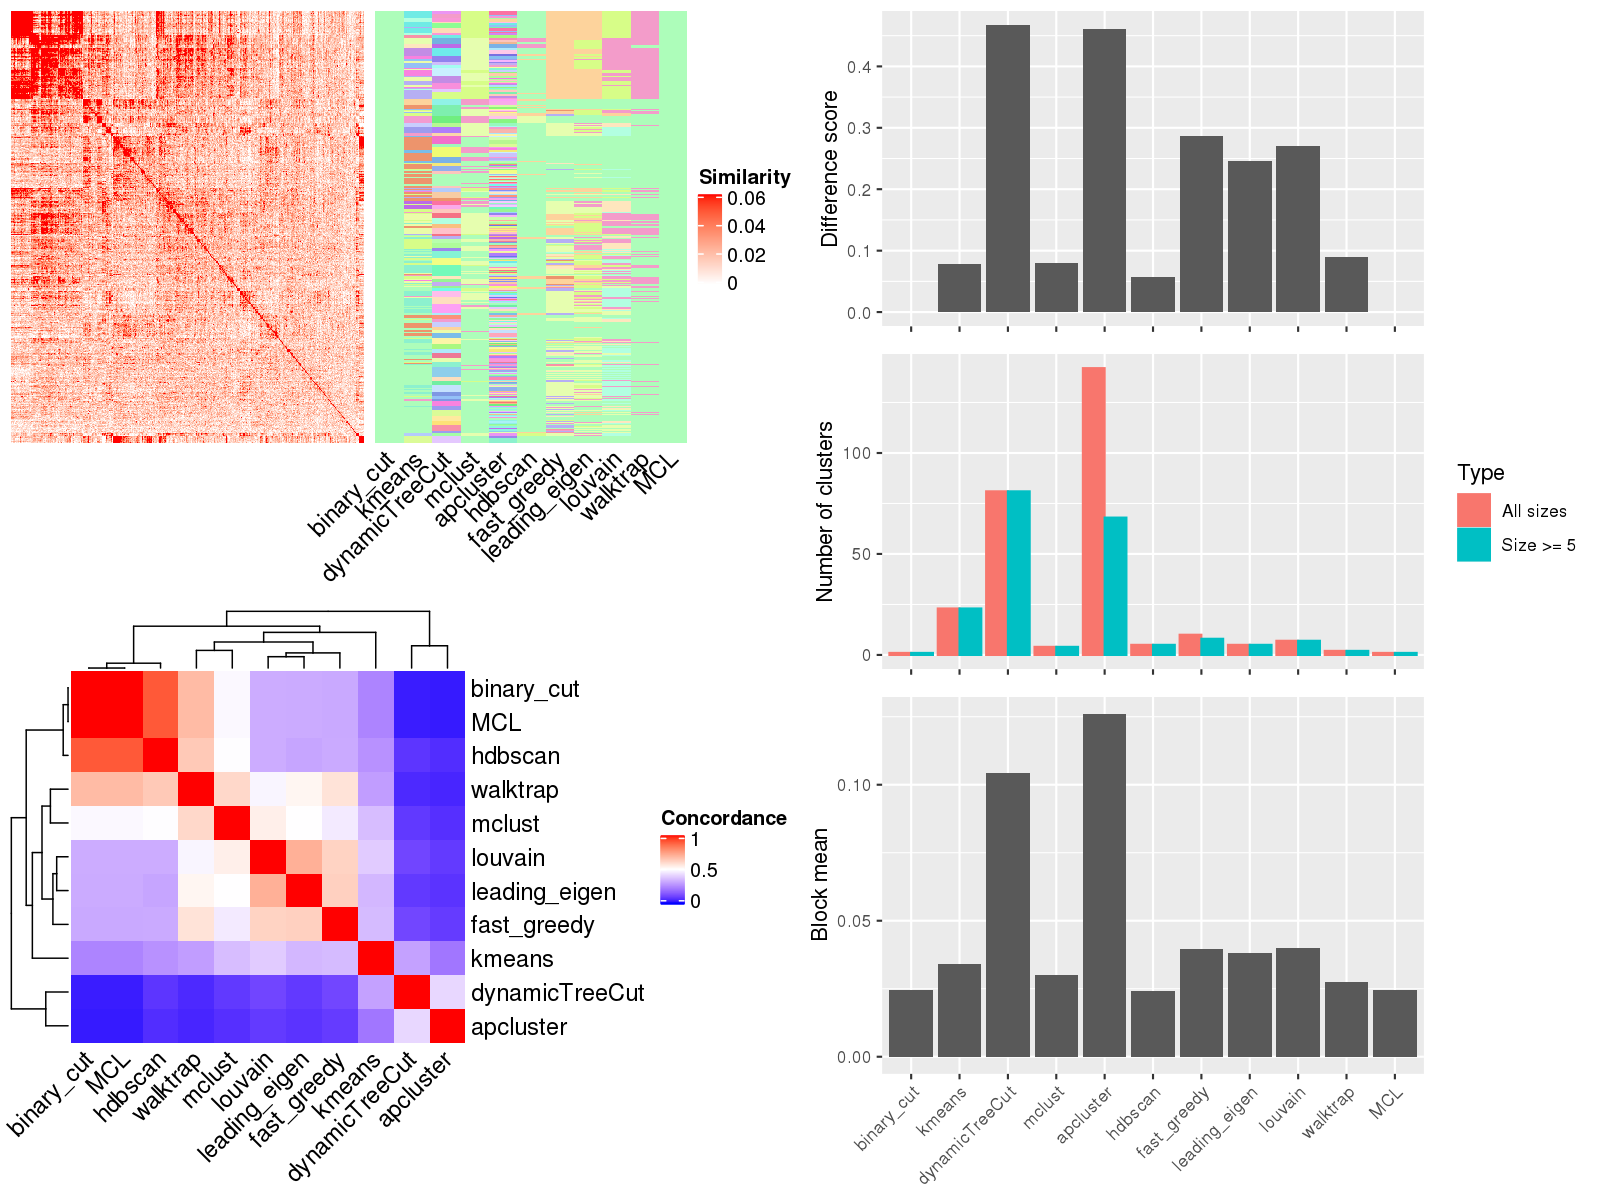 Similarity
0.06
0.04
0.02
0
binary_cut
kmeans
dynamicTreeCut
mclust
apcluster
hdbscan
fast_greedy
leading_eigen
louvain
walktrap
MCL
binary_cut
MCL
hdbscan
walktrap
mclust
louvain
leading_eigen
fast_greedy
kmeans
dynamicTreeCut
apcluster
binary_cut
MCL
hdbscan
walktrap
mclust
louvain
leading_eigen
fast_greedy
kmeans
dynamicTreeCut
apcluster
Concordance
1
0.5
0
Difference score
0.4
0.3
0.2
0.1
0.0
Number of clusters
100
50
0
Type
All sizes
Size >= 5
Block mean
0.10
0.05
0.00
binary_cut
kmeans
dynamicTreeCut
mclust
apcluster
hdbscan
fast_greedy
leading_eigen
louvain
walktrap
MCL